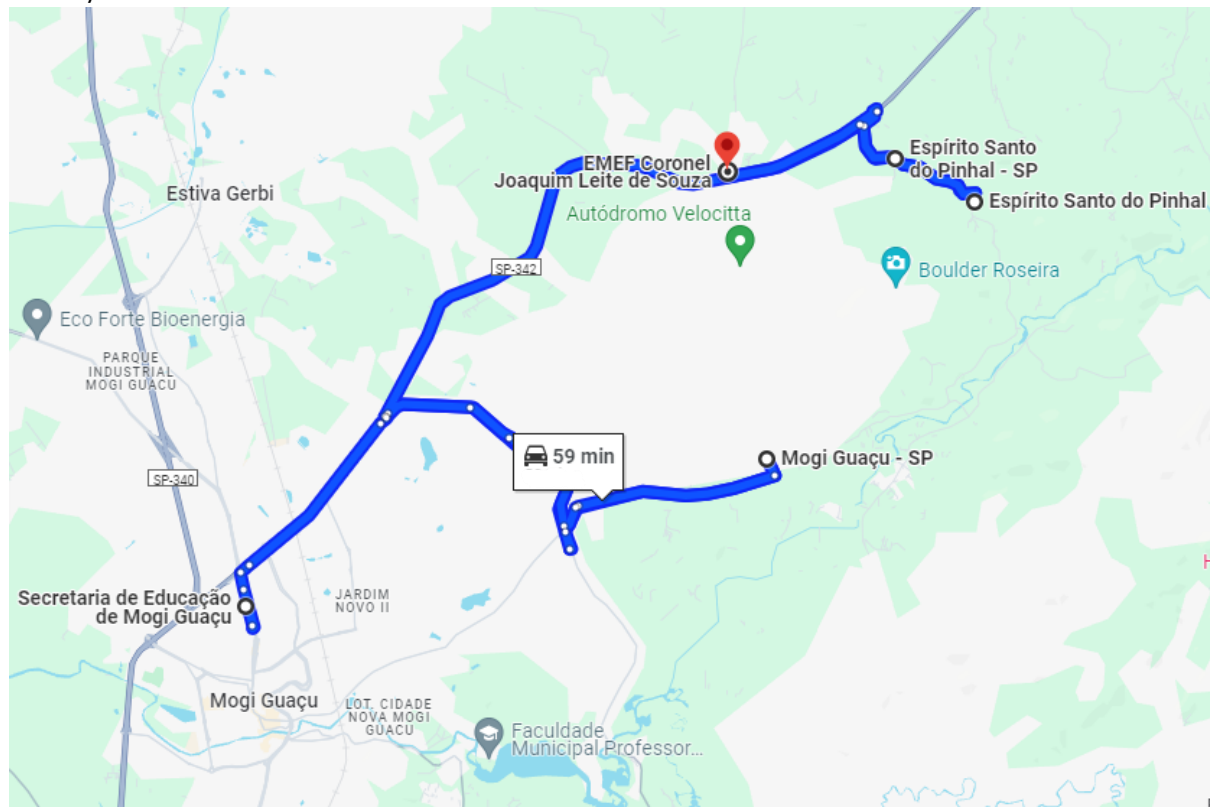 Espírito Santo
do Pinhal - SP
EMEF Coronel
Joaquim Leite de Souza
Estiva Gerbi
Espírito Santo do Pinhal
Autódromo Velocitta
SP-342
Boulder Roseira
Eco Forte Bioenergia
PARQUE
INDUSTRIAL
MOGI GUACU
59 min
Mogi Guaçu - SP
SP-340
Secretaria de Educação
de Mogi Guaçu
JARDIM
NOVO II
Mogi Guaçu
LOT. CIDADE
NOVA MOGI
GUACU
Faculdade
Municipal Professor...